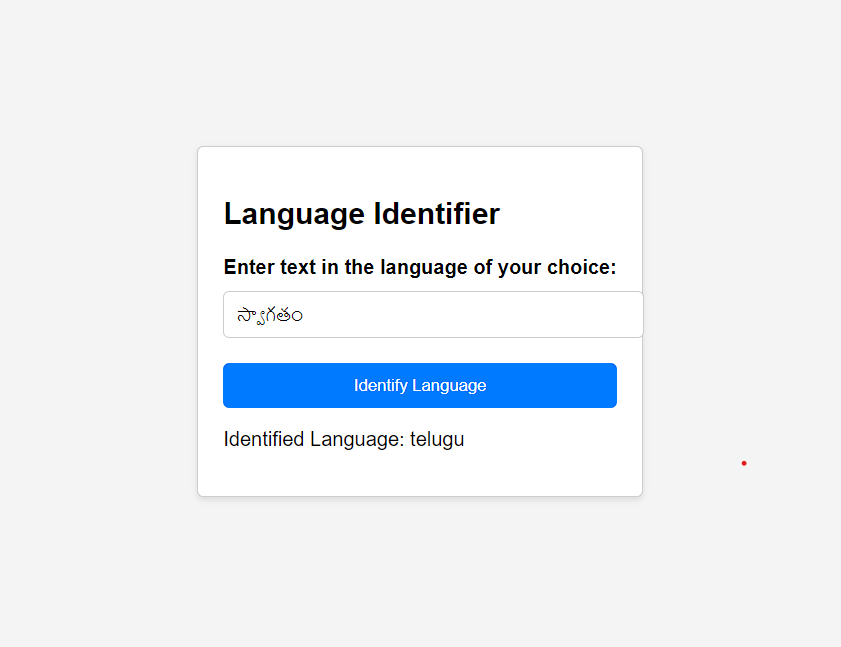 Language Identifier
Enter text in the language of your choice:
స్వాగతం
Identify Language
Identified Language: telugu